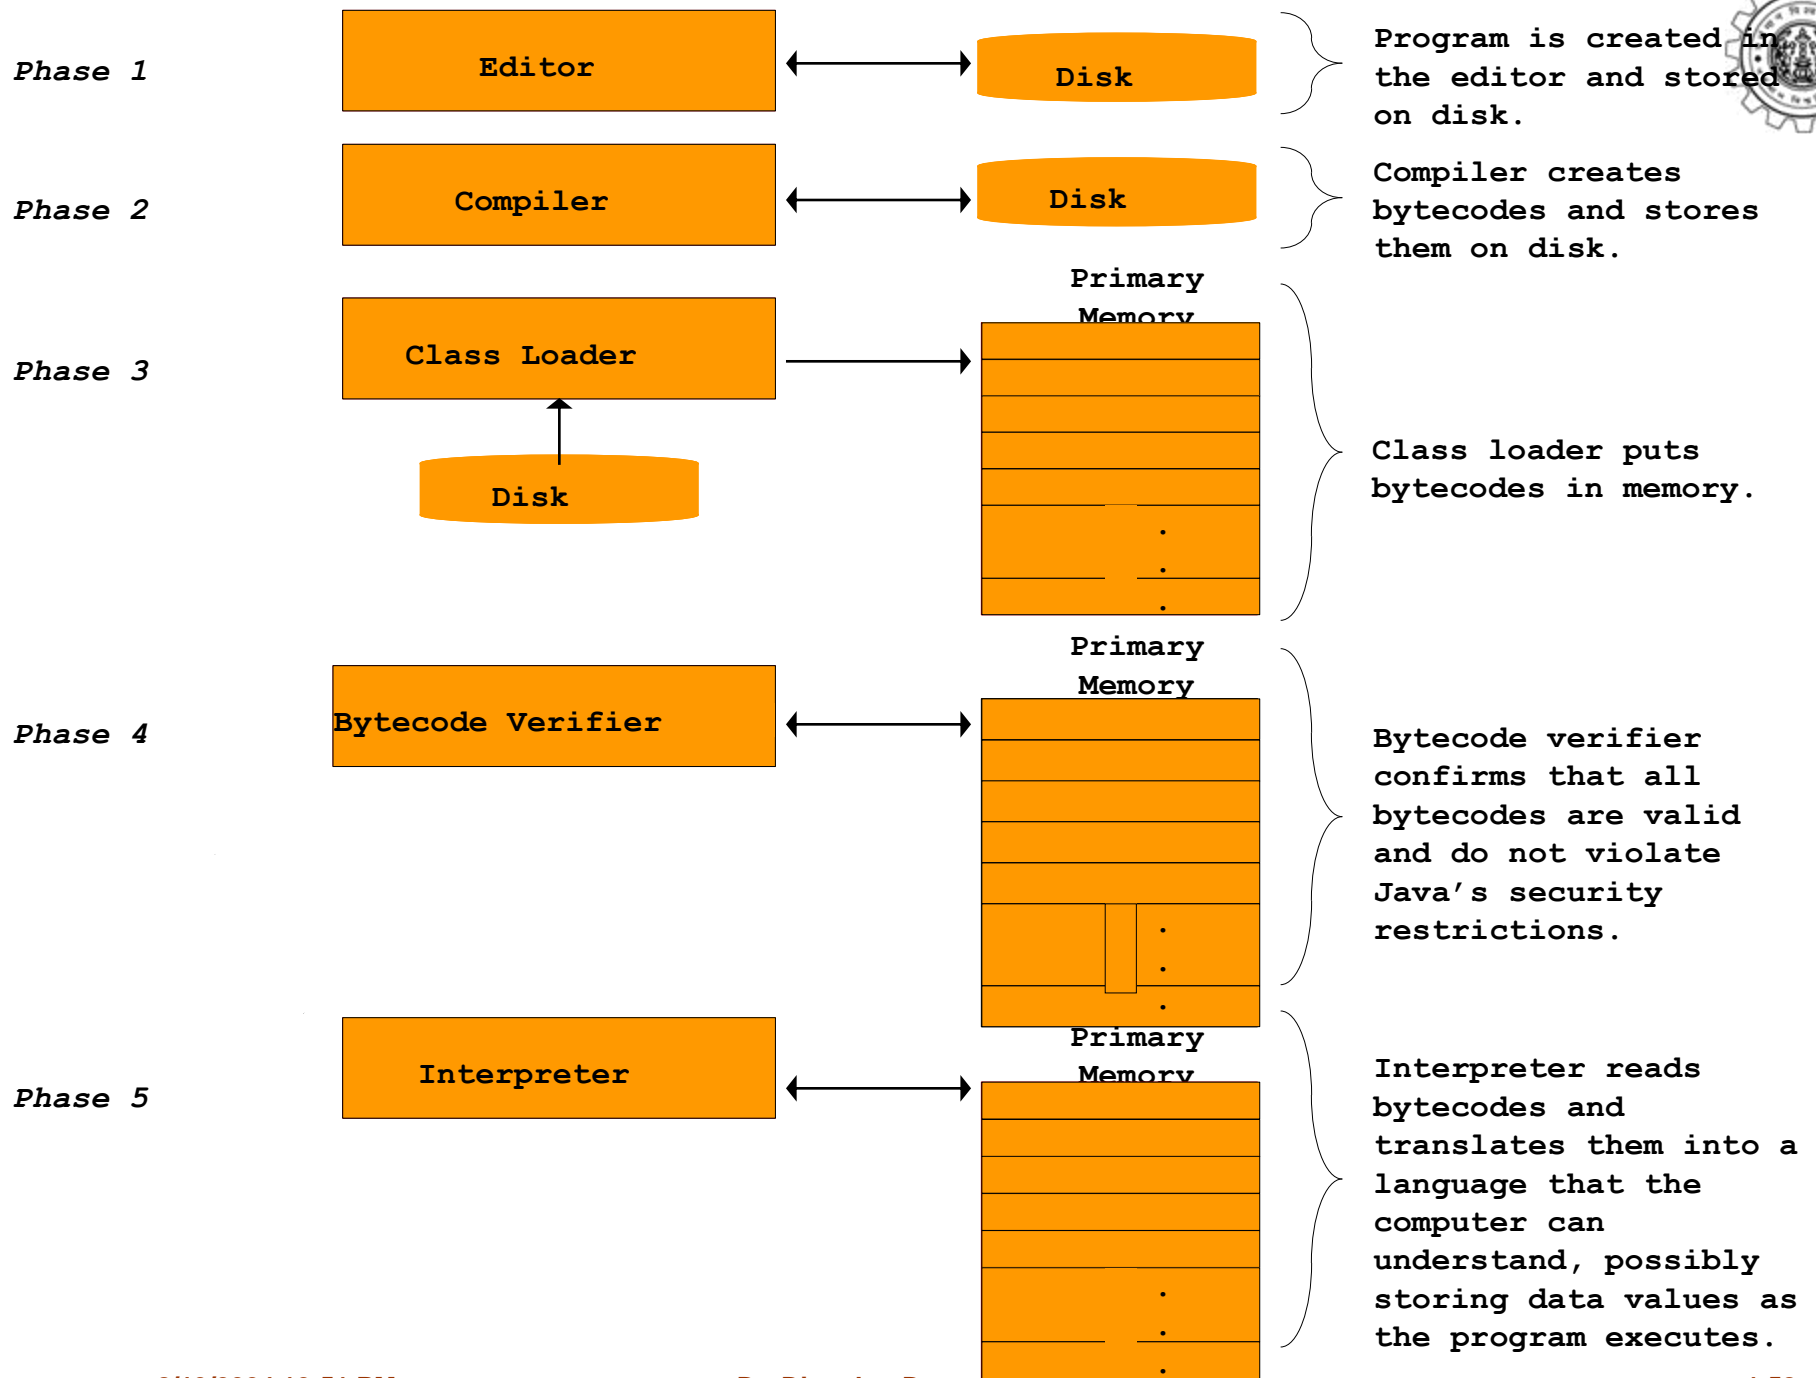 Phase 1
Editor
Disk
Program is created in
the editor and stored
on disk.
Phase 2
Compiler
Disk
Compiler creates
bytecodes and stores
them on disk.
Phase 3
Class Loader
Disk
Primary
Memory
.
.
.
Class loader puts
bytecodes in memory.
Phase 4
Bytecode Verifier
Primary
Memory
.
.
.
Bytecode verifier
confirms that all
bytecodes are valid
and do not violate
Java’s security
restrictions.
Phase 5
Interpreter
Primary
Memory
.
.
.
Interpreter reads
bytecodes and
translates them into a
language that the
computer can
understand, possibly
storing data values as
the program executes.